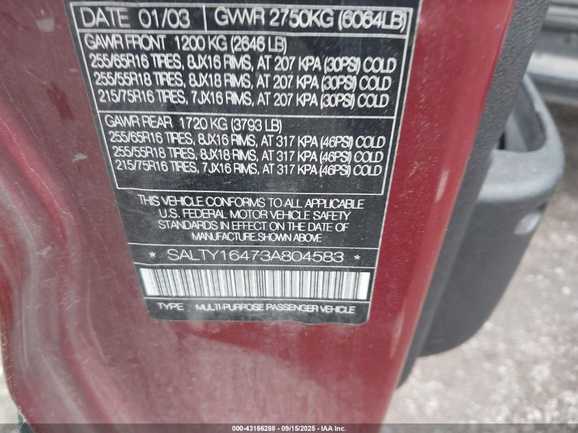 DATE 01/03 GVWR 2750KG (6064LB)
GAWR FRONT 1200 KG (2646 LB)
255/65R16 TIRES, 8JX16 RIMS, AT 207 KPA (30PSI) COLD
255/55R18 TIRES, 8JX18 RIMS, AT 207 KPA (30PSI) COLD
215/75R16 TIRES, 7JX16 RIMS, AT 207 KPA (30PSI) COLD
GAWR REAR 1720 KG (3793 LB)
255/65R16 TIRES, 8JX16 RIMS, AT 317 KPA (46PSI) COLD
255/55R18 TIRES, 8JX18 RIMS, AT 317 KPA (46PSI) COLD
215/75R16 TIRES, 7JX16 RIMS, AT 317 KPA (46PSI) COLD
THIS VEHICLE CONFORMS TO ALL APPLICABLE
U.S. FEDERAL MOTOR VEHICLE SAFETY
STANDARDS IN EFFECT ON THE DATE OF
MANUFACTURE SHOWN ABOVE.
* SALTY16473A804583 *
TYPE MULTI-PURPOSE PASSENGER VEHICLE
000-43166298 - 09/15/2025 - IAAI.COM